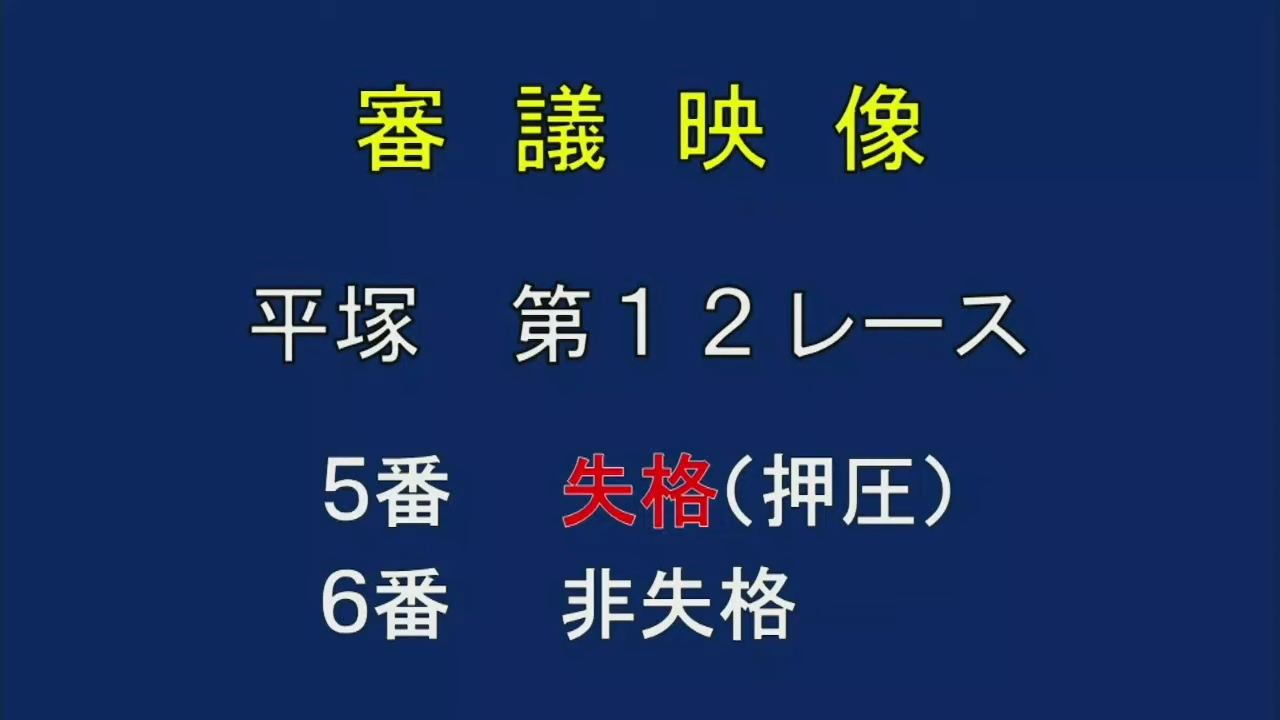 審議映像
平塚　第１２レース
5番　失格（押圧）
6番　非失格